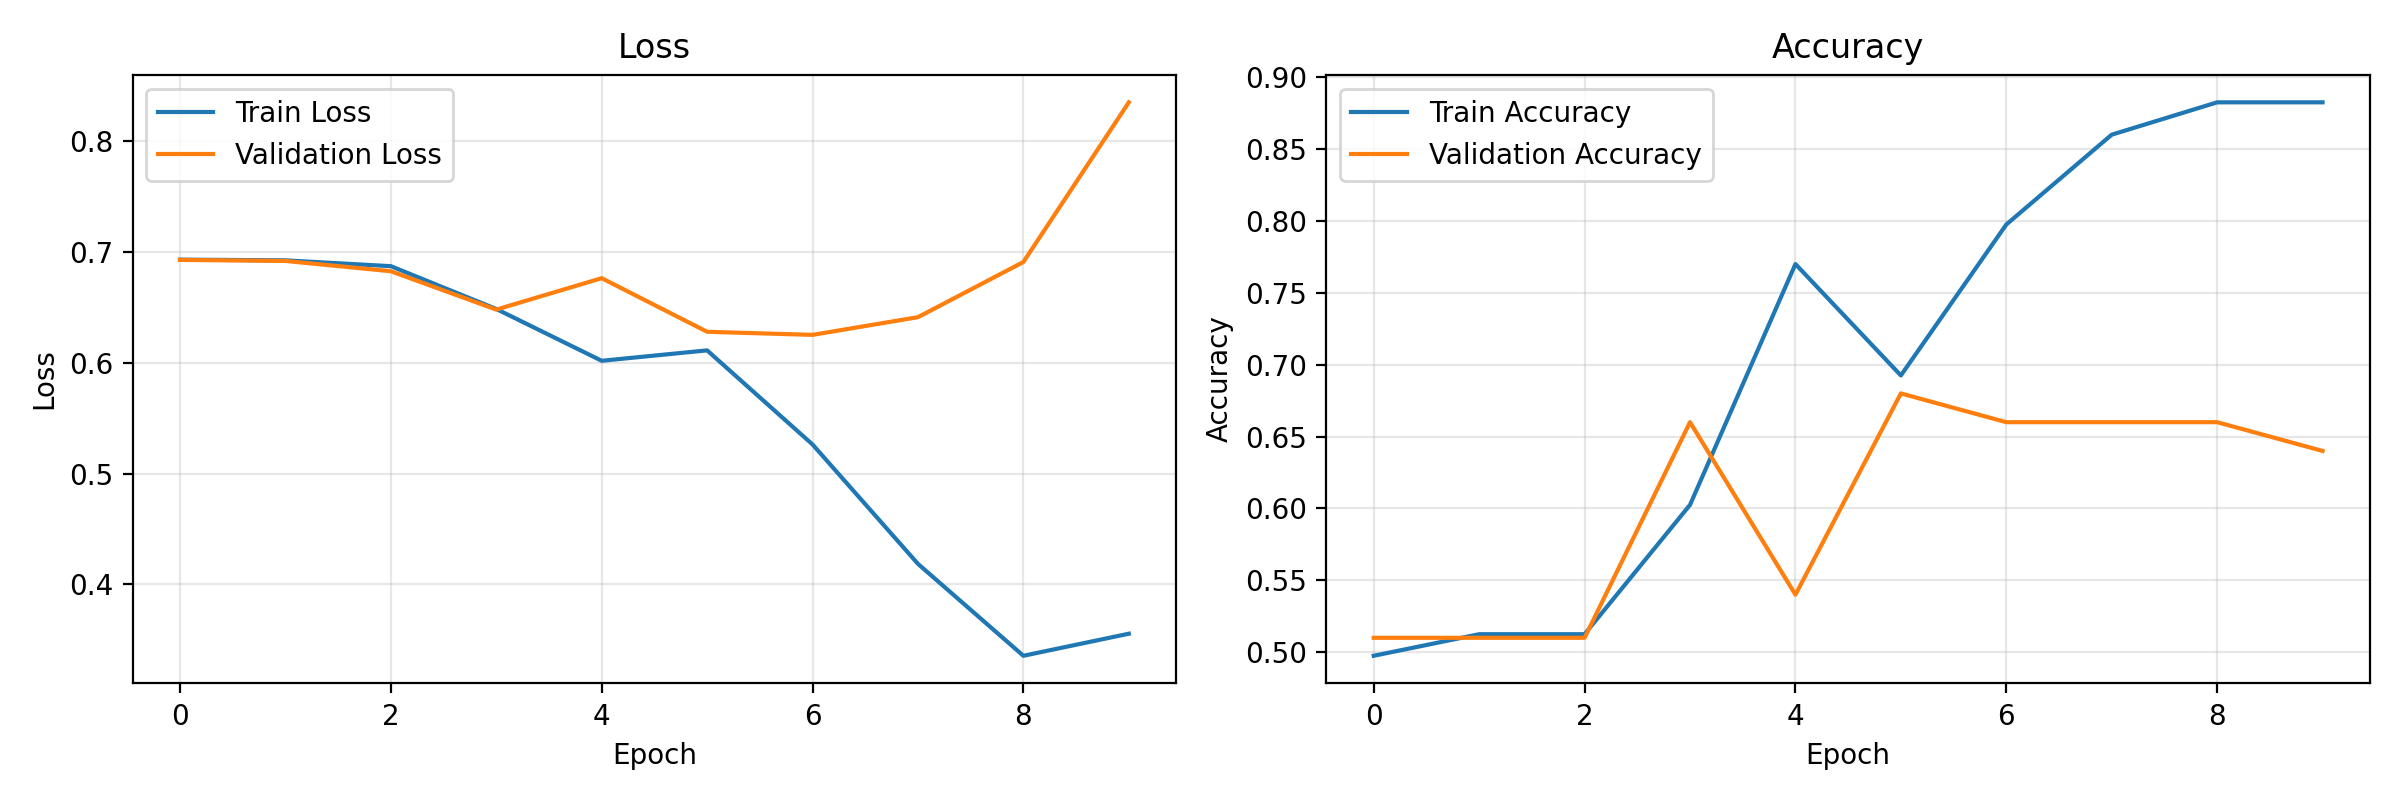 Loss
Train Loss
Validation Loss
0.8
0.7
0.6
0.5
0.4
Loss
0 2 4 6 8
Epoch
Accuracy
Train Accuracy
Validation Accuracy
0.90
0.85
0.80
0.75
0.70
0.65
0.60
0.55
0.50
Accuracy
0 2 4 6 8
Epoch